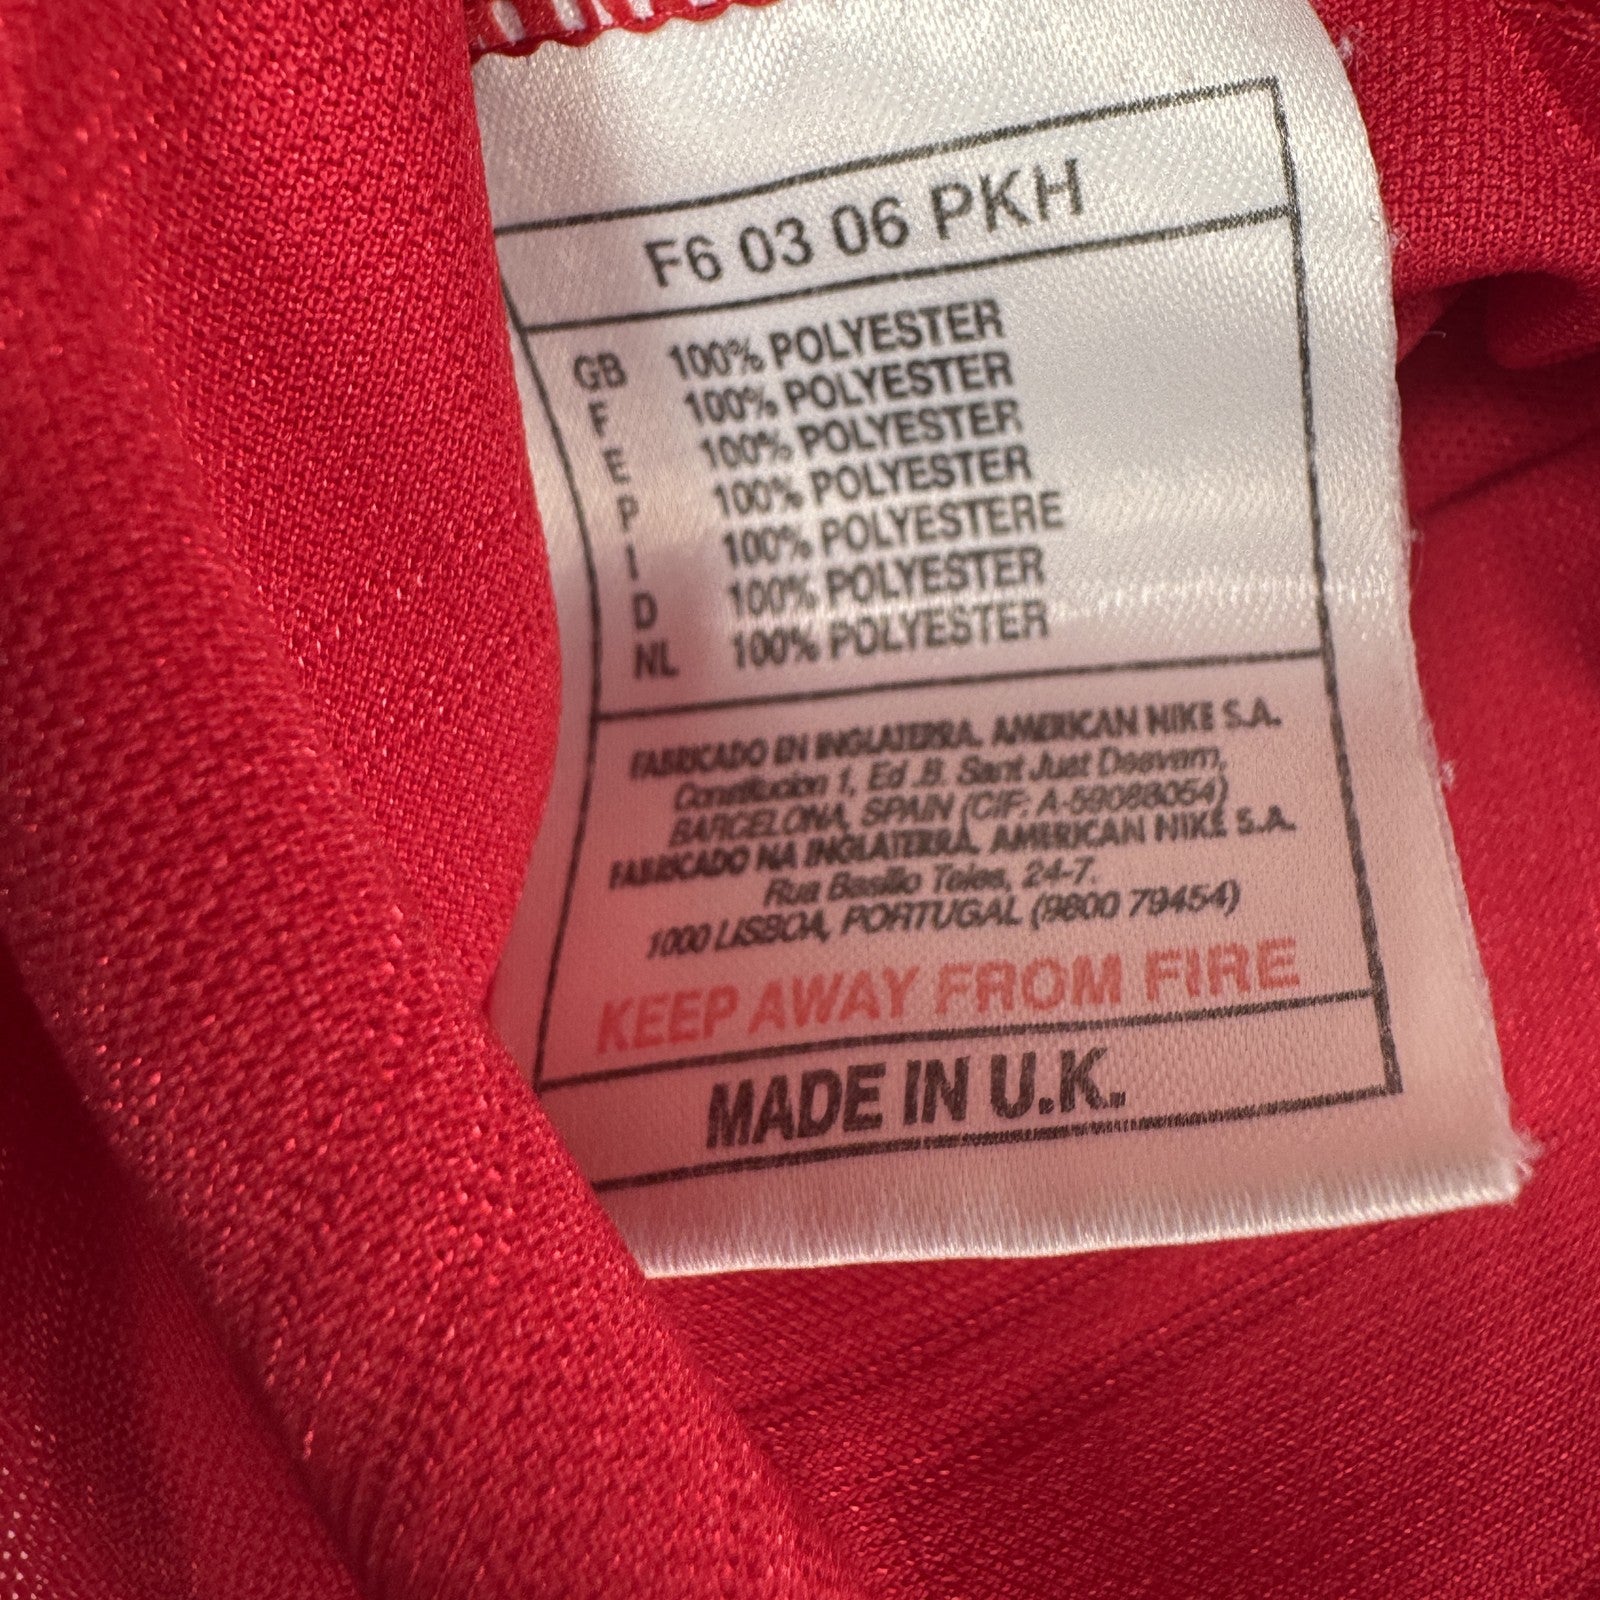 F6 03 06 PKH
GB 100% POLYESTER
F 100% POLYESTER
E 100% POLYESTER
P 100% POLYESTER
I 100% POLYESTERE
D 100% POLYESTER
NL 100% POLYESTER
FABRICADO EN INGLATERRA. AMERICAN NIKE S.A.
Constitucion 1, Ed .B. Sant Just Desvern,
BARCELONA, SPAIN (CIF: A-59088054)
FABRICADO NA INGLATERRA. AMERICAN NIKE S.A.
Rua Basilio Teles, 24-7.
1000 LISBOA, PORTUGAL (9800 79454)
KEEP AWAY FROM FIRE
MADE IN U.K.